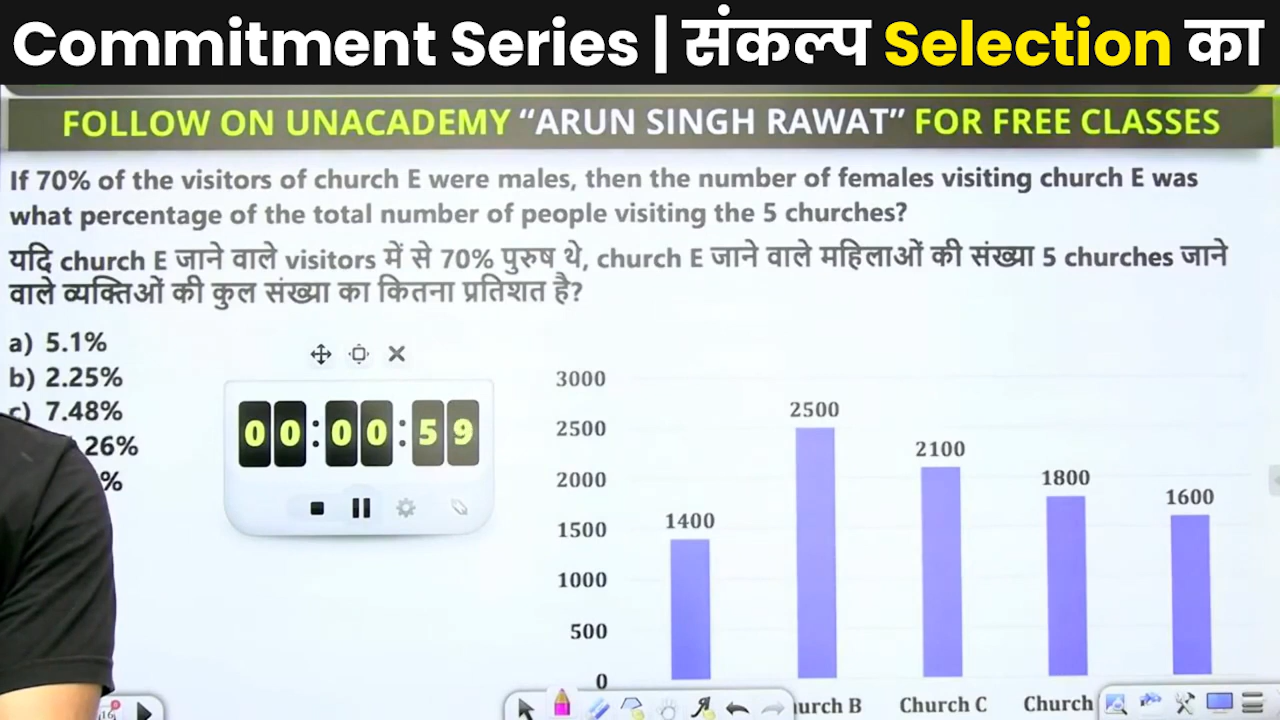 Commitment Series | संकल्प Selection का
FOLLOW ON UNACADEMY “ARUN SINGH RAWAT” FOR FREE CLASSES
If 70% of the visitors of church E were males, then the number of females visiting church E was
what percentage of the total number of people visiting the 5 churches?
यदि church E जाने वाले visitors में से 70% पुरुष थे, church E जाने वाले महिलाओं की संख्या 5 churches जाने
वाले व्यक्तिओं की कुल संख्या का कितना प्रतिशत है?
a) 5.1%
b) 2.25%
c) 7.48%
.26%
%
00:00:59
3000
2500
2000
1500
1000
500
0
1400
2500
2100
1800
1600
Church C
Church
16